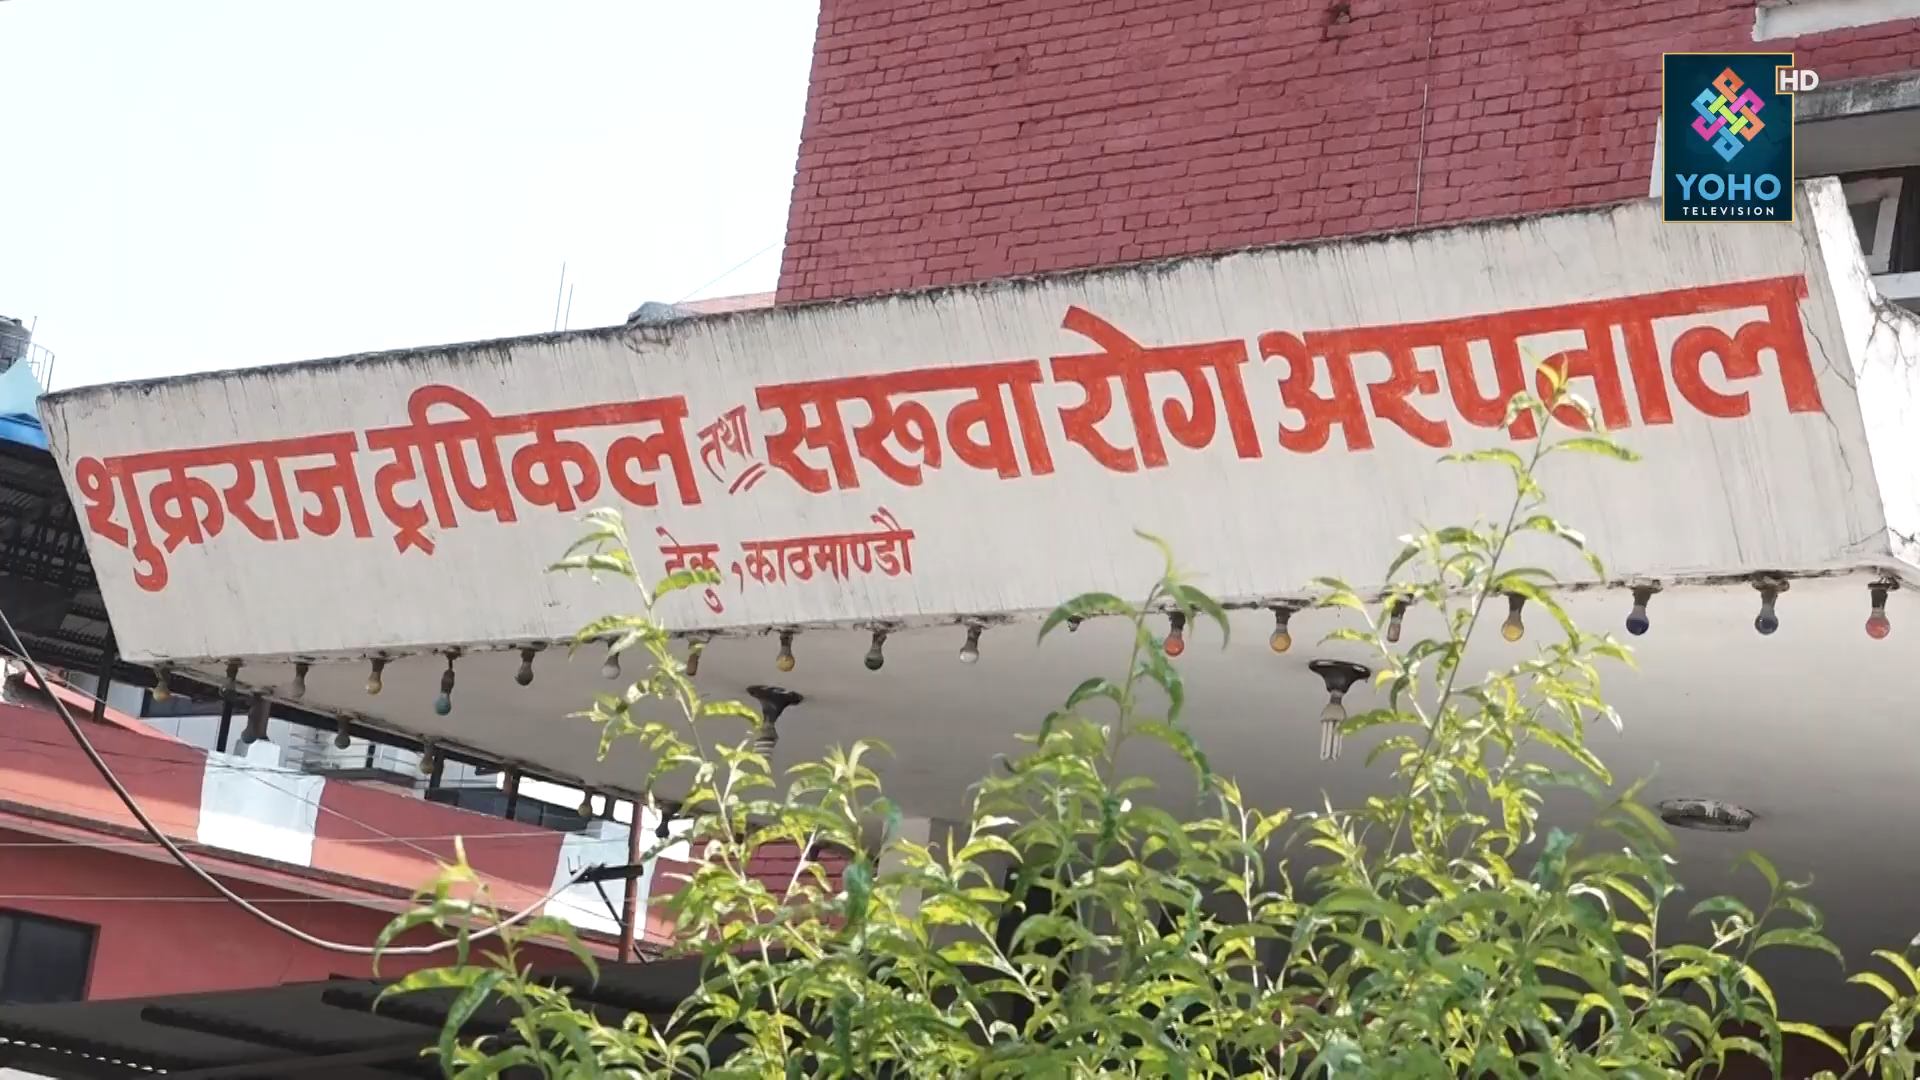 शुक्रराज ट्रपिकल तथा सरूवा रोग अस्पताल
टेकु, काठमाण्डौ
HD
YOHO
TELEVISION